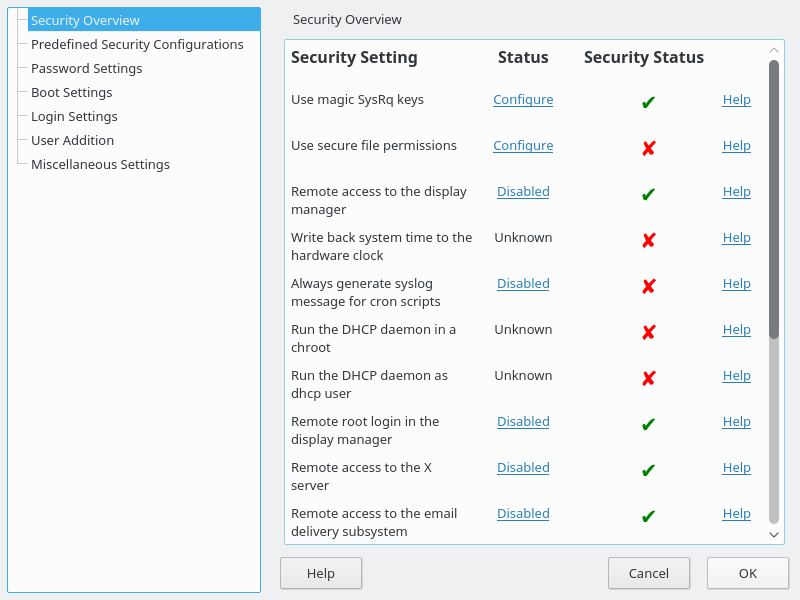 Security Overview
Predefined Security Configurations
Password Settings
Boot Settings
Login Settings
User Addition
Miscellaneous Settings
Security Overview
Security Setting Status Security Status
Use magic SysRq keys Configure ✔ Help
Use secure file permissions Configure ✘ Help
Remote access to the display Disabled ✔ Help
manager
Write back system time to the Unknown ✘ Help
hardware clock
Always generate syslog Disabled ✘ Help
message for cron scripts
Run the DHCP daemon in a Unknown ✘ Help
chroot
Run the DHCP daemon as Unknown ✘ Help
dhcp user
Remote root login in the Disabled ✔ Help
display manager
Remote access to the X Disabled ✔ Help
server
Remote access to the email Disabled ✔ Help
delivery subsystem
Help Cancel OK